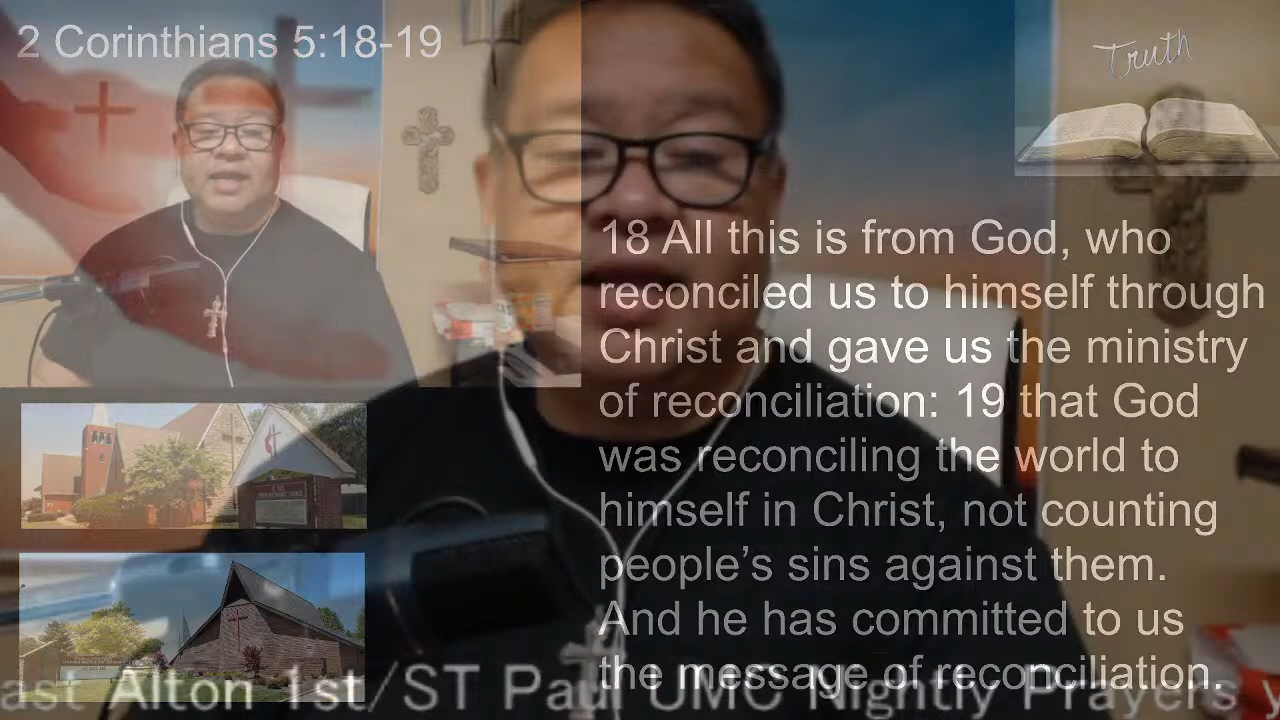 2 Corinthians 5:18-19
Truth
18 All this is from God, who
reconciled us to himself through
Christ and gave us the ministry
of reconciliation: 19 that God
was reconciling the world to
himself in Christ, not counting
people’s sins against them.
And he has committed to us
the message of reconciliation.
ast Alton 1st/ST Paul UMC Nightly Prayers y